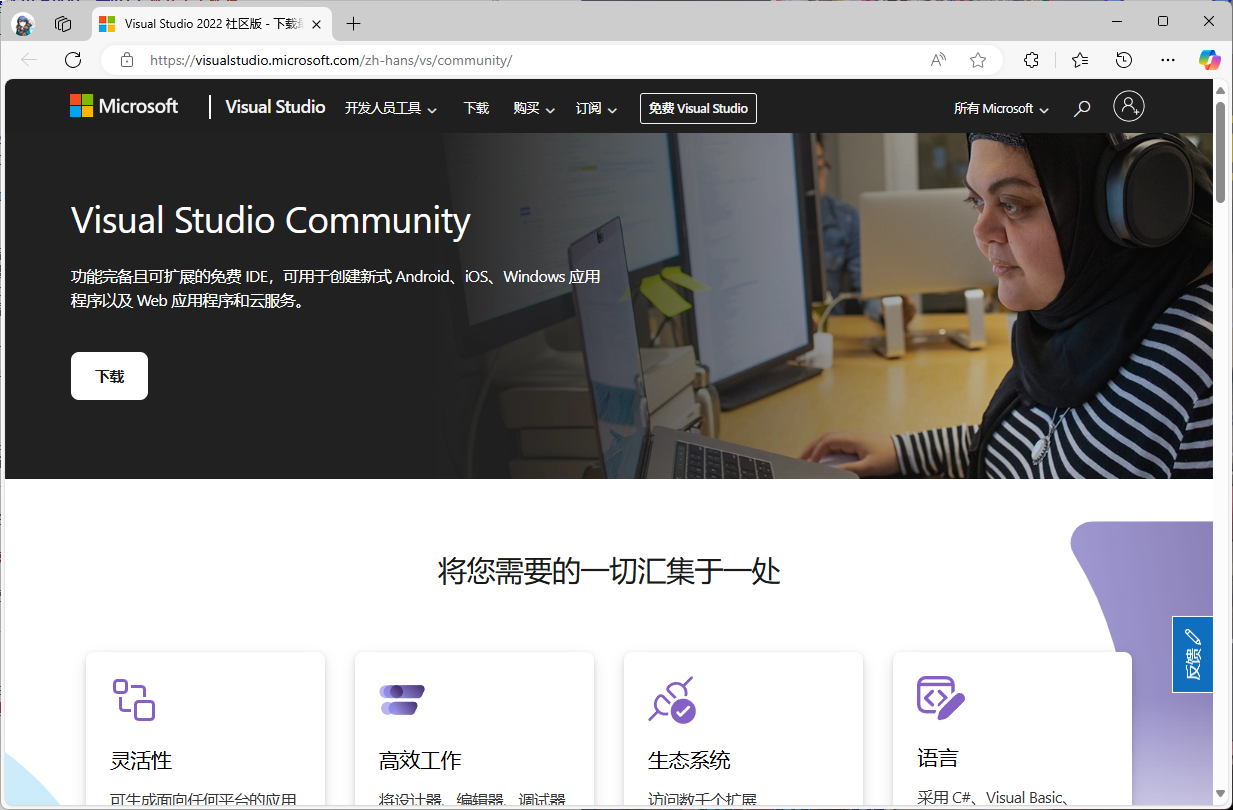 Visual Studio 2022 社区版 - 下载
https://visualstudio.microsoft.com/zh-hans/vs/community/
Microsoft
Visual Studio
开发人员工具
下载
购买
订阅
免费 Visual Studio
所有 Microsoft
Visual Studio Community
功能完备且可扩展的免费 IDE，可用于创建新式 Android、iOS、Windows 应用
程序以及 Web 应用程序和云服务。
下载
将您需要的一切汇集于一处
反馈
灵活性
高效工作
生态系统
语言
可生成面向任何平台的应用
将设计器、编辑器、调试器
访问数千个扩展
采用 C#、Visual Basic、